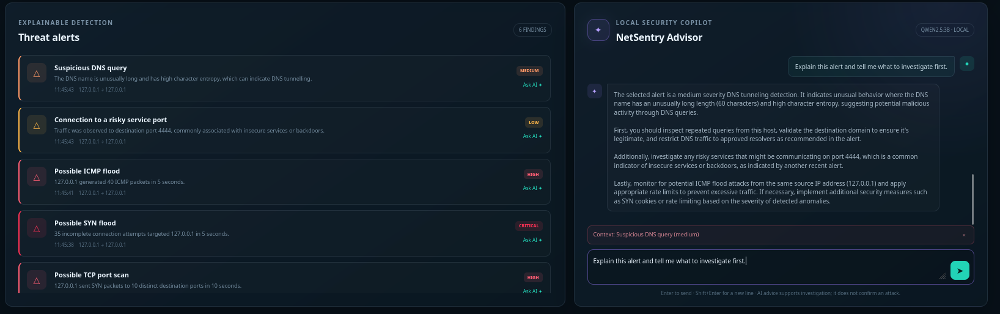 EXPLAINABLE DETECTION
Threat alerts
6 FINDINGS
Suspicious DNS query
The DNS name is unusually long and has high character entropy, which can indicate DNS tunnelling.
11:45:43 127.0.0.1 → 127.0.0.1
MEDIUM
Ask AI ✦
Connection to a risky service port
Traffic was observed to destination port 4444, commonly associated with insecure services or backdoors.
11:45:43 127.0.0.1 → 127.0.0.1
LOW
Ask AI ✦
Possible ICMP flood
127.0.0.1 generated 40 ICMP packets in 5 seconds.
11:45:41 127.0.0.1 → 127.0.0.1
HIGH
Ask AI ✦
Possible SYN flood
35 incomplete connection attempts targeted 127.0.0.1 in 5 seconds.
11:45:38 127.0.0.1 → 127.0.0.1
CRITICAL
Ask AI ✦
Possible TCP port scan
127.0.0.1 sent SYN packets to 10 distinct destination ports in 10 seconds.
HIGH
Ask AI ✦
LOCAL SECURITY COPILOT
NetSentry Advisor
QWEN2.5:3B · LOCAL
Explain this alert and tell me what to investigate first.
The selected alert is a medium severity DNS tunneling detection. It indicates unusual behavior where the DNS
name has an unusually long length (60 characters) and high character entropy, suggesting potential malicious
activity through DNS queries.
First, you should inspect repeated queries from this host, validate the destination domain to ensure it's
legitimate, and restrict DNS traffic to approved resolvers as recommended in the alert.
Additionally, investigate any risky services that might be communicating on port 4444, which is a common
indicator of insecure services or backdoors, as indicated by another recent alert.
Lastly, monitor for potential ICMP flood attacks from the same source IP address (127.0.0.1) and apply
appropriate rate limits to prevent excessive traffic. If necessary, implement additional security measures such
as SYN cookies or rate limiting based on the severity of detected anomalies.
Context: Suspicious DNS query (medium)
×
Explain this alert and tell me what to investigate first.
Enter to send · Shift+Enter for a new line · AI advice supports investigation; it does not confirm an attack.